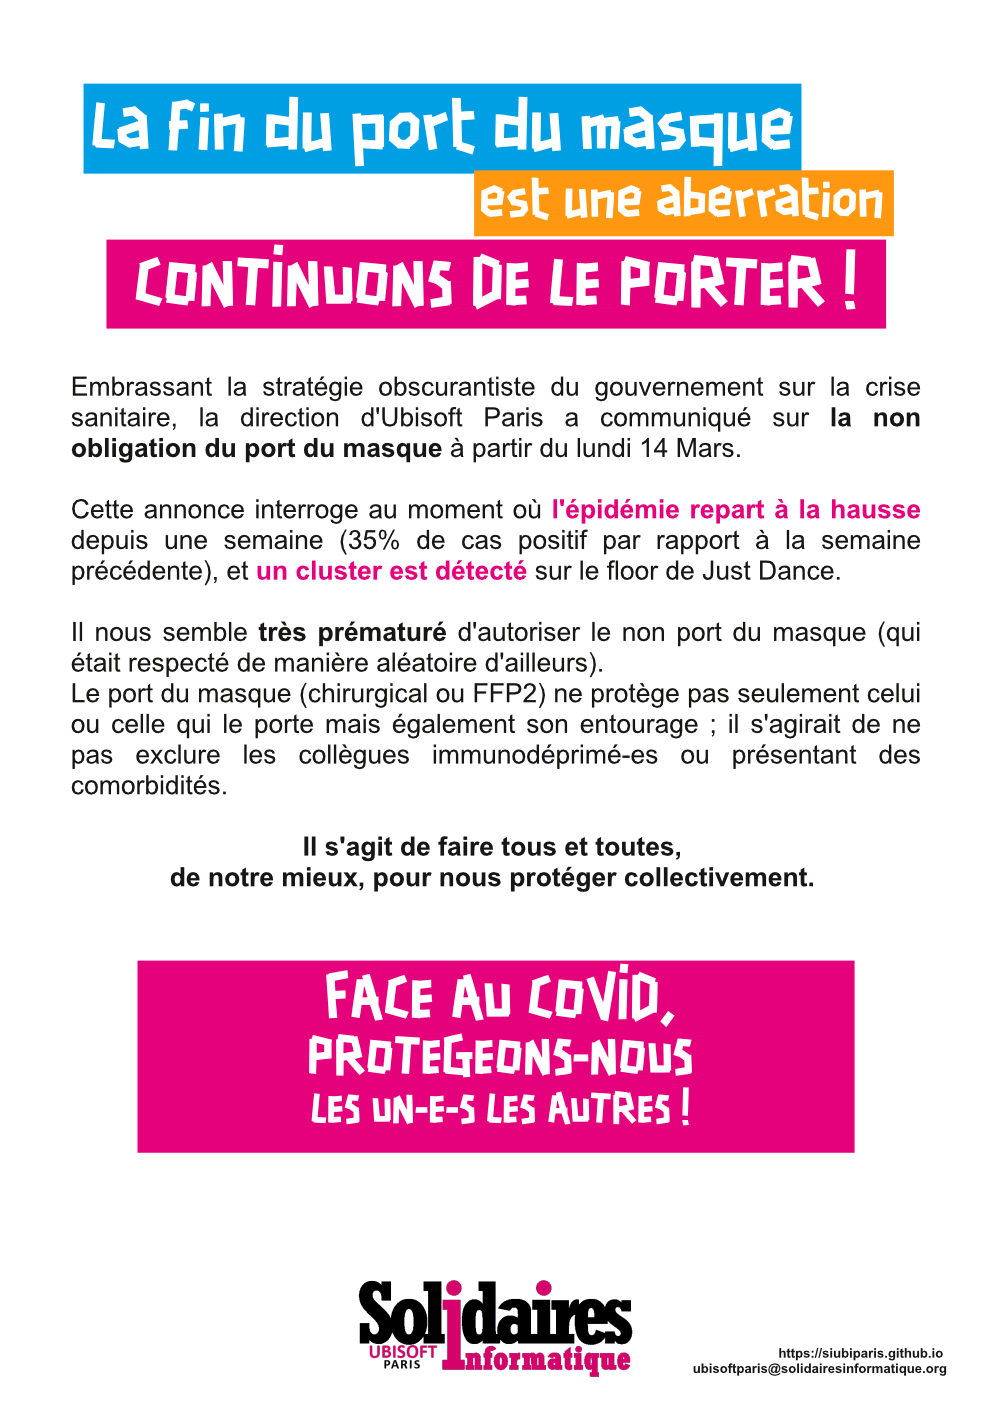 La fin du port du masque
est une aberration
CONTINUONS DE LE PORTER !
Embrassant la stratégie obscurantiste du gouvernement sur la crise
sanitaire, la direction d'Ubisoft Paris a communiqué sur la non
obligation du port du masque à partir du lundi 14 Mars.
Cette annonce interroge au moment où l'épidémie repart à la hausse
depuis une semaine (35% de cas positif par rapport à la semaine
précédente), et un cluster est détecté sur le floor de Just Dance.
Il nous semble très prématuré d'autoriser le non port du masque (qui
était respecté de manière aléatoire d'ailleurs).
Le port du masque (chirurgical ou FFP2) ne protège pas seulement celui
ou celle qui le porte mais également son entourage ; il s'agirait de ne
pas exclure les collègues immunodéprimé-es ou présentant des
comorbidités.
Il s'agit de faire tous et toutes,
de notre mieux, pour nous protéger collectivement.
FACE AU COVID,
PROTEGEONS-NOUS
LES UN-E-S LES AUTRES !
Solidaires
Informatique
UBISOFT
PARIS
https://siubiparis.github.io
ubisoftparis@solidairesinformatique.org